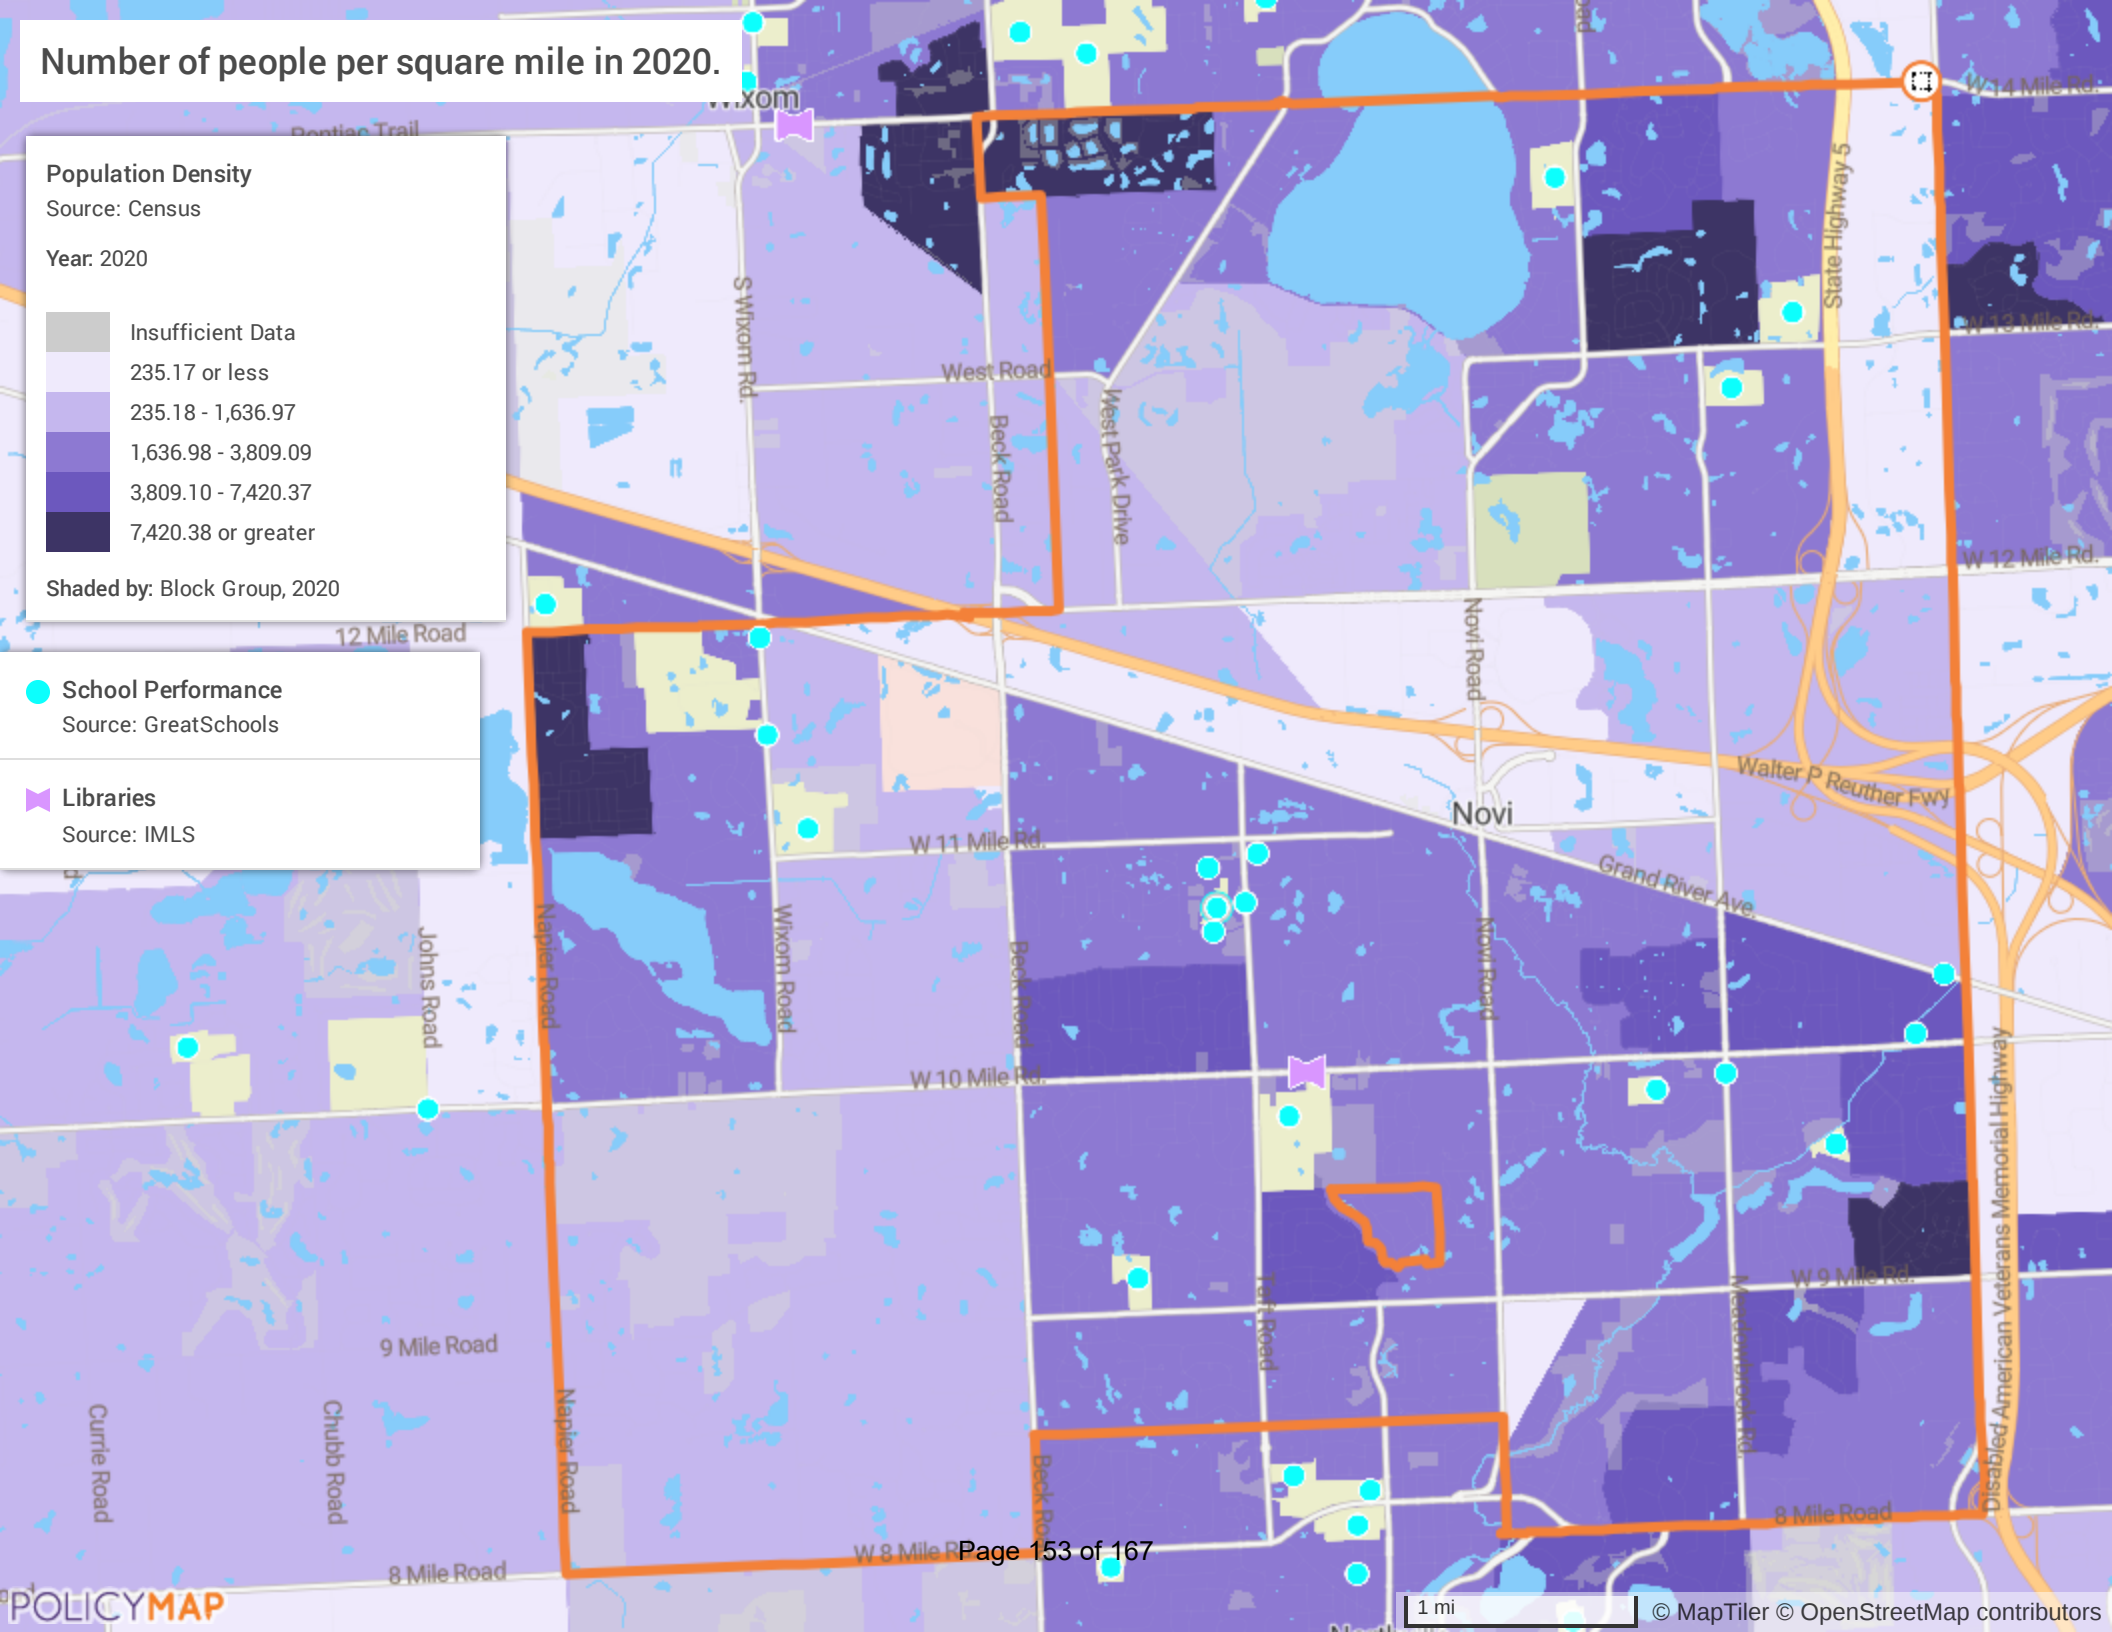 Number of people per square mile in 2020.
Wixom
Pontiac Trail
W 14 Mile Rd.
Population Density
Source: Census
Year: 2020
Insufficient Data
235.17 or less
235.18 - 1,636.97
1,636.98 - 3,809.09
3,809.10 - 7,420.37
7,420.38 or greater
Shaded by: Block Group, 2020
State Highway 5
S Wixom Rd.
W 13 Mile Rd.
West Road
West Park Drive
Beck Road
W 12 Mile Rd.
12 Mile Road
Novi Road
School Performance
Source: GreatSchools
Libraries
Source: IMLS
Walter P Reuther Fwy
Novi
W 11 Mile Rd.
Grand River Ave.
Napier Road
Wixom Road
Johns Road
Beck Road
Novi Road
W 10 Mile Rd.
Disabled American Veterans Memorial Highway
W 9 Mile Rd.
Taft Road
Meadowbrook Rd.
9 Mile Road
Currie Road
Chubb Road
Napier Road
Beck Road
8 Mile Road
W 8 Mile R
Page 153 of 167
8 Mile Road
POLICYMAP
1 mi
© MapTiler © OpenStreetMap contributors